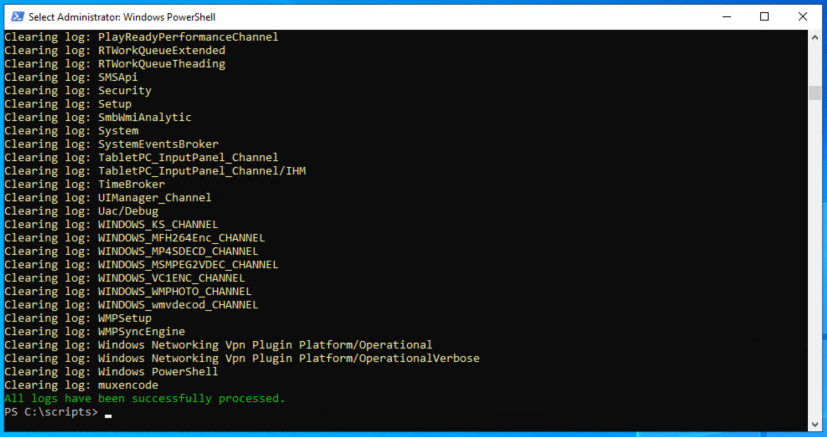 Select Administrator: Windows PowerShell
Clearing log: PlayReadyPerformanceChannel
Clearing log: RTWorkQueueExtended
Clearing log: RTWorkQueueTheading
Clearing log: SMSApi
Clearing log: Security
Clearing log: Setup
Clearing log: SmbWmiAnalytic
Clearing log: System
Clearing log: SystemEventsBroker
Clearing log: TabletPC_InputPanel_Channel
Clearing log: TabletPC_InputPanel_Channel/IHM
Clearing log: TimeBroker
Clearing log: UIManager_Channel
Clearing log: Uac/Debug
Clearing log: WINDOWS_KS_CHANNEL
Clearing log: WINDOWS_MFH264Enc_CHANNEL
Clearing log: WINDOWS_MP4SDECD_CHANNEL
Clearing log: WINDOWS_MSMPEG2VDEC_CHANNEL
Clearing log: WINDOWS_VC1ENC_CHANNEL
Clearing log: WINDOWS_WMPHOTO_CHANNEL
Clearing log: WINDOWS_wmvdecod_CHANNEL
Clearing log: WMPSetup
Clearing log: WMPSyncEngine
Clearing log: Windows Networking Vpn Plugin Platform/Operational
Clearing log: Windows Networking Vpn Plugin Platform/OperationalVerbose
Clearing log: Windows PowerShell
Clearing log: muxencode
All logs have been successfully processed.
PS C:\scripts>